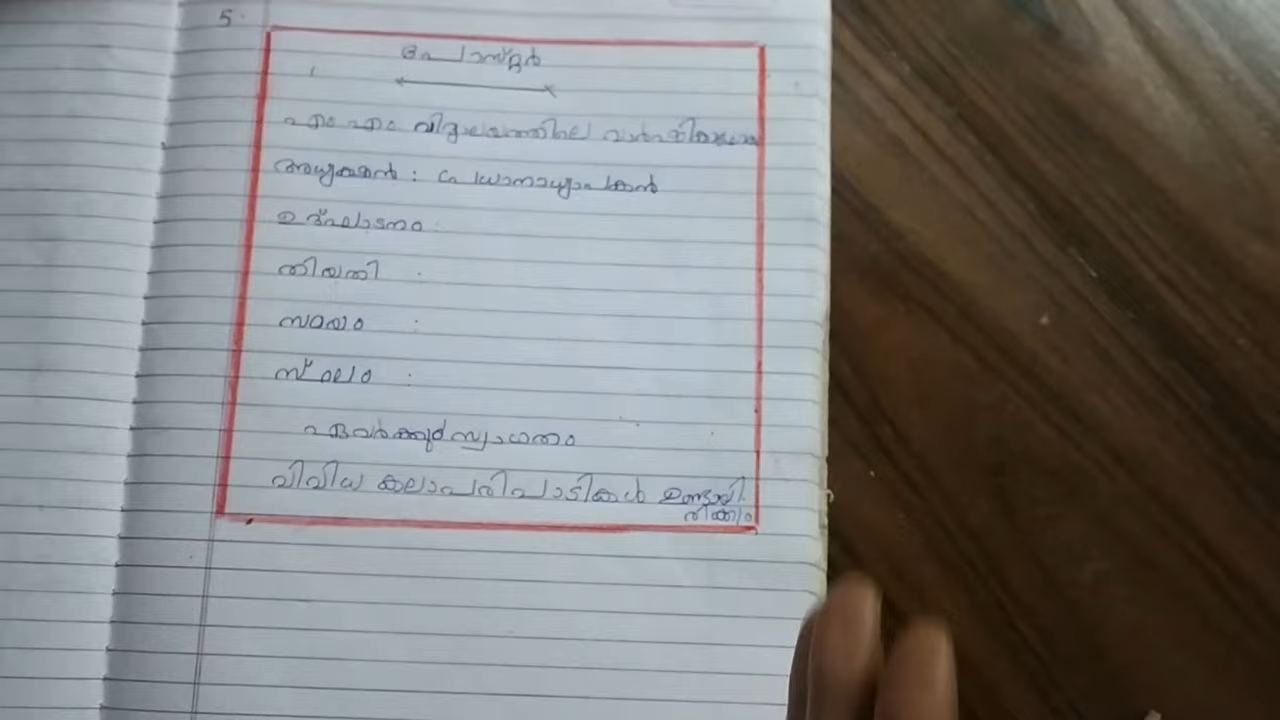 5.
പോസ്റ്റർ
എം എം വിദ്യാലയത്തിലെ വാർഷികാഘോഷം
അധ്യക്ഷൻ : പ്രധാനാധ്യാപകൻ
ഉദ്ഘാടനം :
തിയതി :
സമയം :
സ്ഥലം :
ഏവർക്കും സ്വാഗതം
വിവിധ കലാപരിപാടികൾ ഉണ്ടായി
രിക്കും